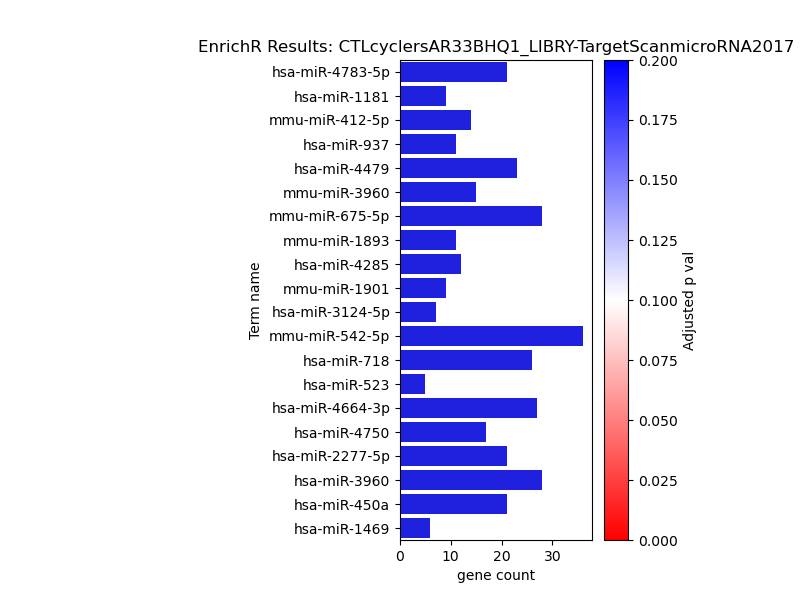 EnrichR Results: CTLcyclersAR33BHQ1_LIBRY-TargetScanmicroRNA2017
hsa-miR-4783-5p
hsa-miR-1181
mmu-miR-412-5p
hsa-miR-937
hsa-miR-4479
mmu-miR-3960
mmu-miR-675-5p
mmu-miR-1893
hsa-miR-4285
mmu-miR-1901
hsa-miR-3124-5p
mmu-miR-542-5p
hsa-miR-718
hsa-miR-523
hsa-miR-4664-3p
hsa-miR-4750
hsa-miR-2277-5p
hsa-miR-3960
hsa-miR-450a
hsa-miR-1469
Term name
0 10 20 30
gene count
0.200
0.175
0.150
0.125
0.100
0.075
0.050
0.025
0.000
Adjusted p val